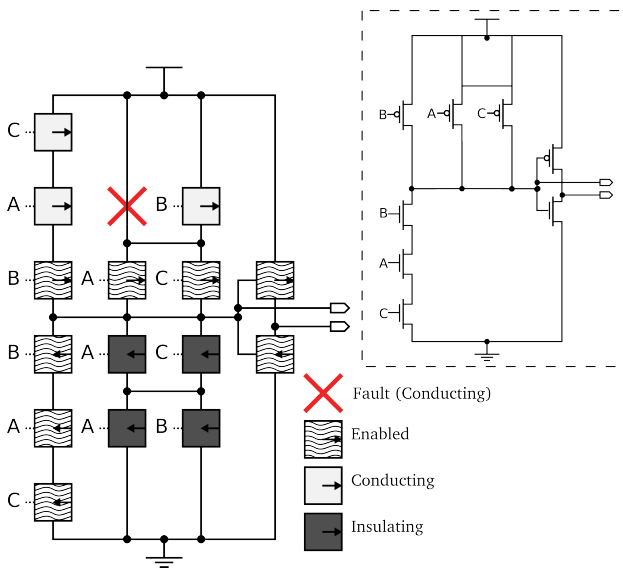 C
A
B
B A C
B A C
A A B
C
B A C
B
A
C
Fault (Conducting)
Enabled
Conducting
Insulating